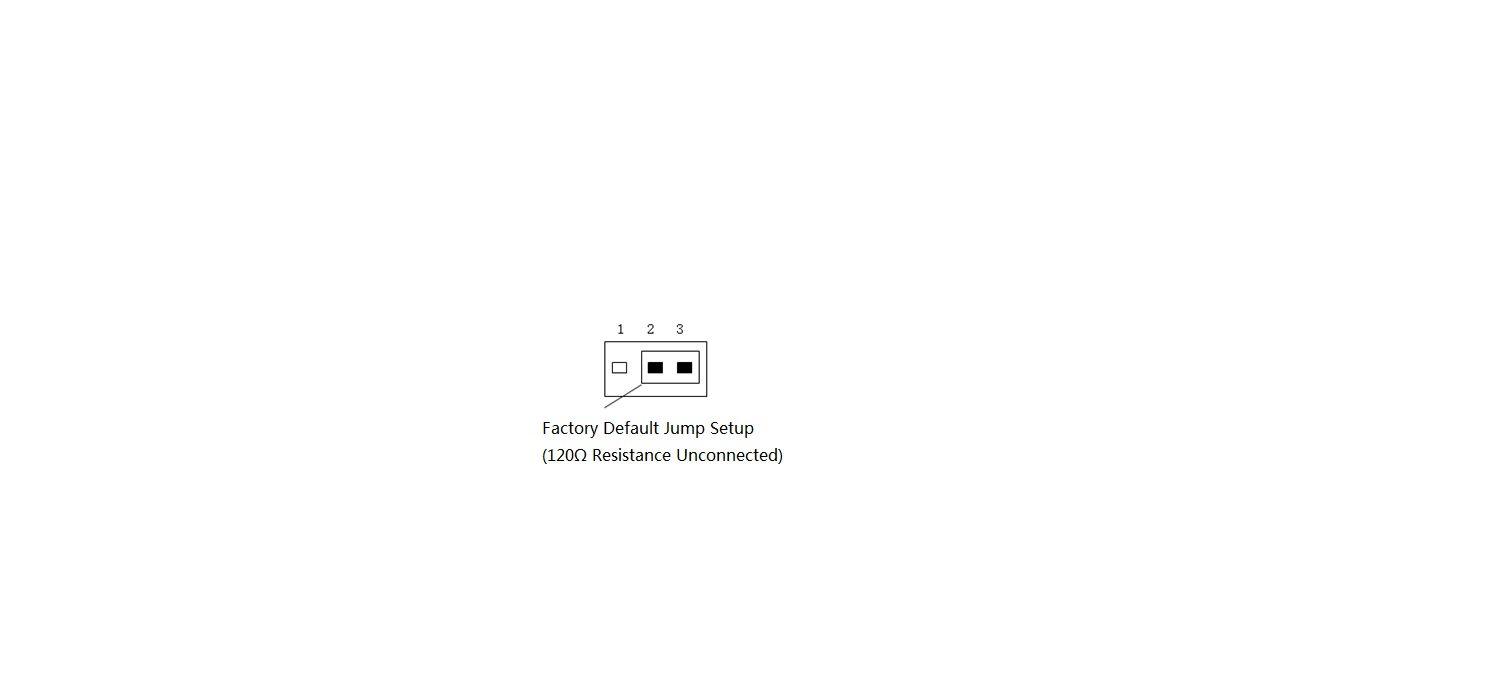 1 2 3
Factory Default Jump Setup
(120Ω Resistance Unconnected)